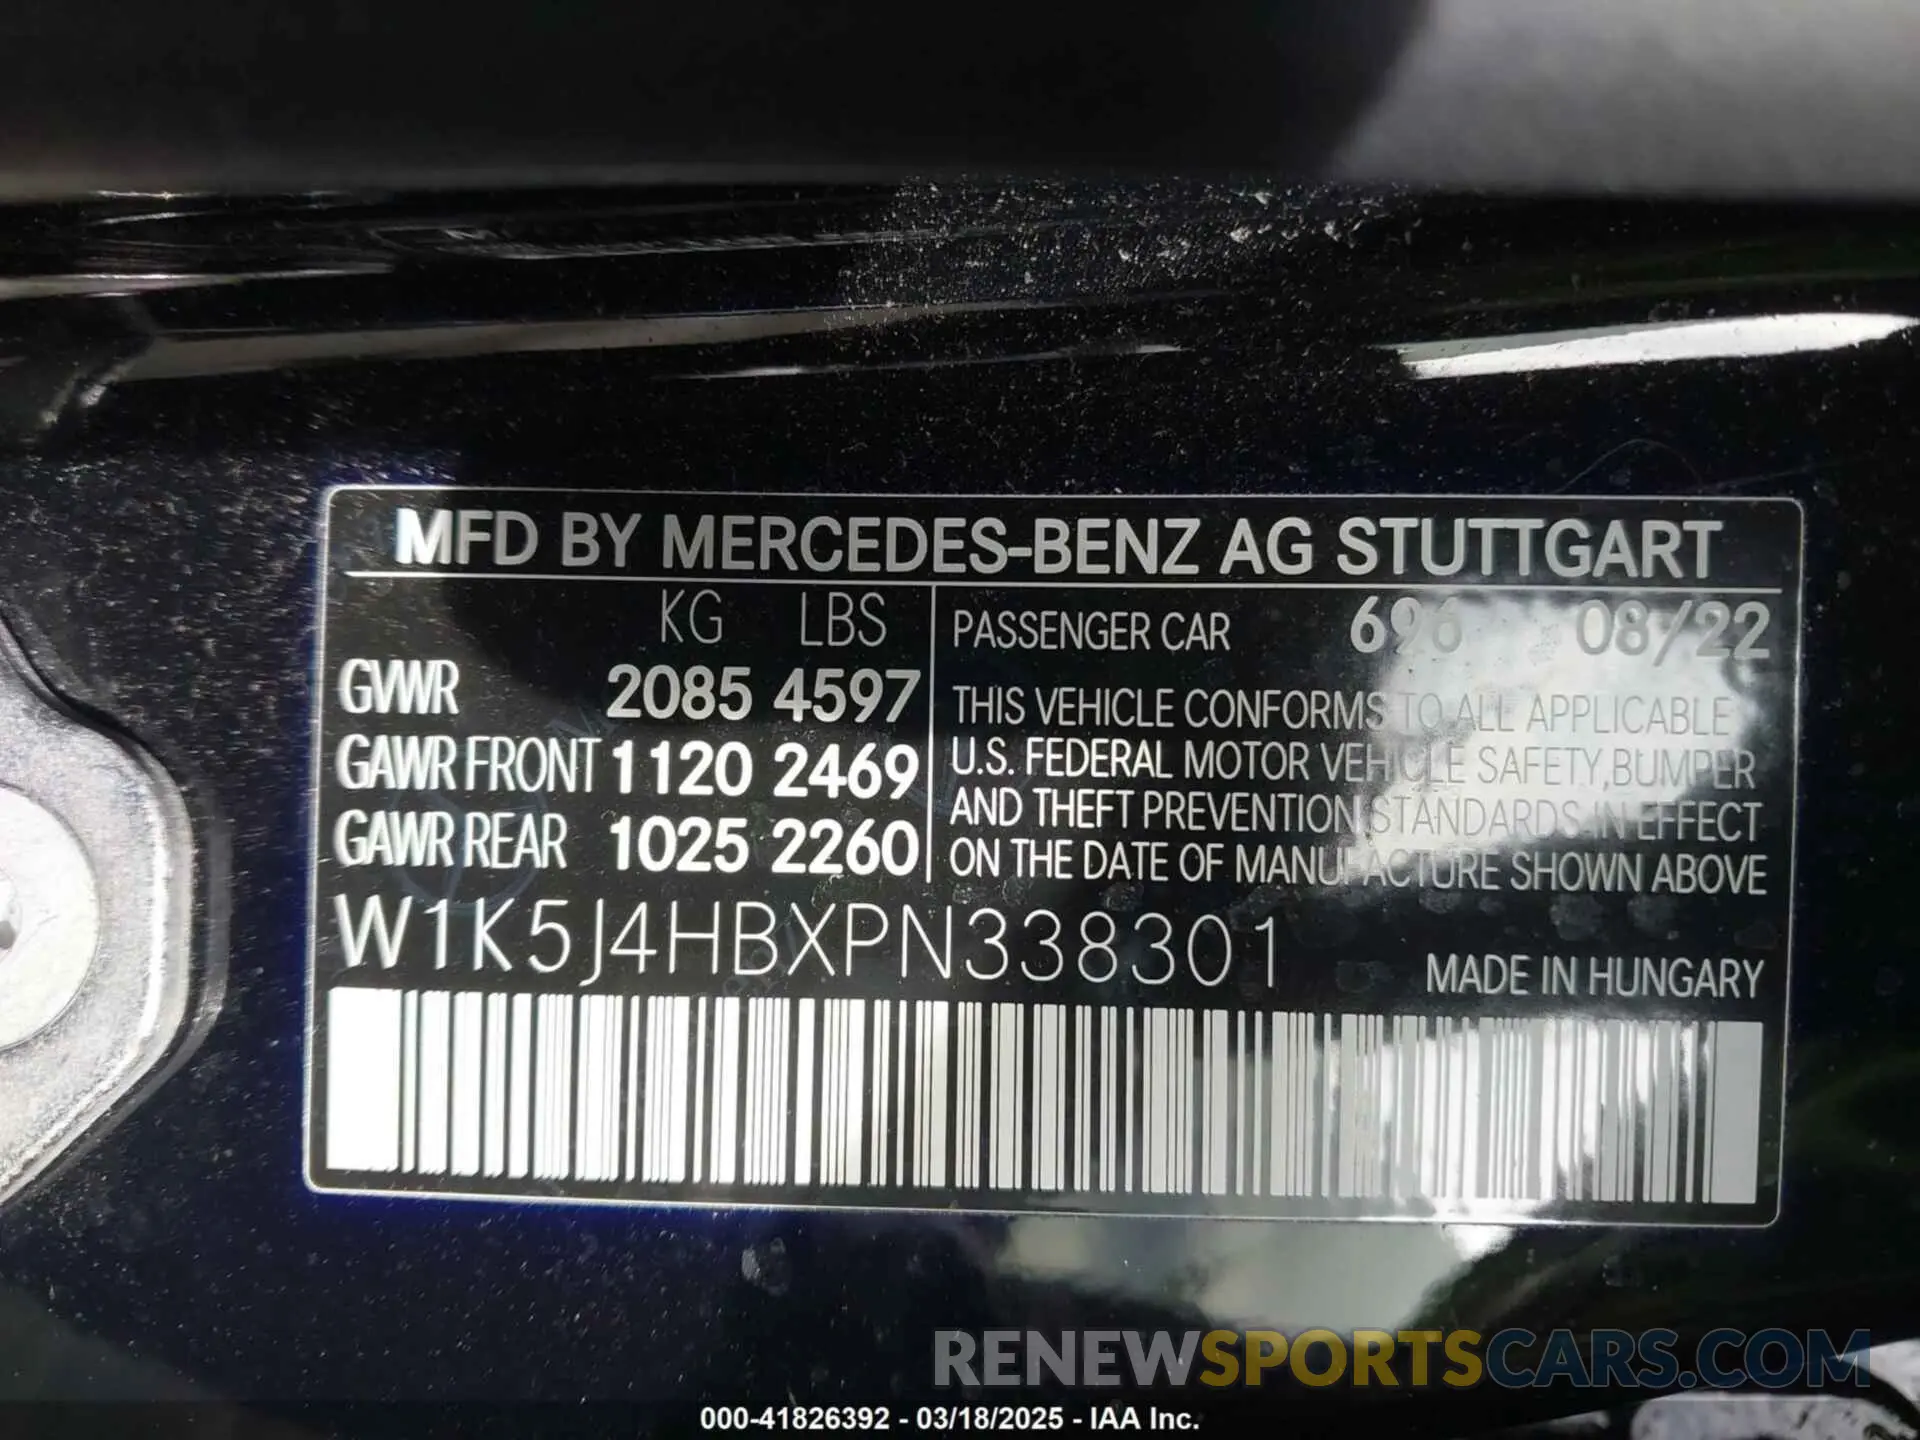 MFD BY MERCEDES-BENZ AG STUTTGART
KG LBS
GVWR 2085 4597
GAWR FRONT 1120 2469
GAWR REAR 1025 2260
PASSENGER CAR 696 08/22
THIS VEHICLE CONFORMS TO ALL APPLICABLE
U.S. FEDERAL MOTOR VEHICLE SAFETY,BUMPER
AND THEFT PREVENTION STANDARDS IN EFFECT
ON THE DATE OF MANUFACTURE SHOWN ABOVE
W1K5J4HBXPN338301
MADE IN HUNGARY
RENEWSPORTSCARS.COM
000-41826392 - 03/18/2025 - IAA Inc.